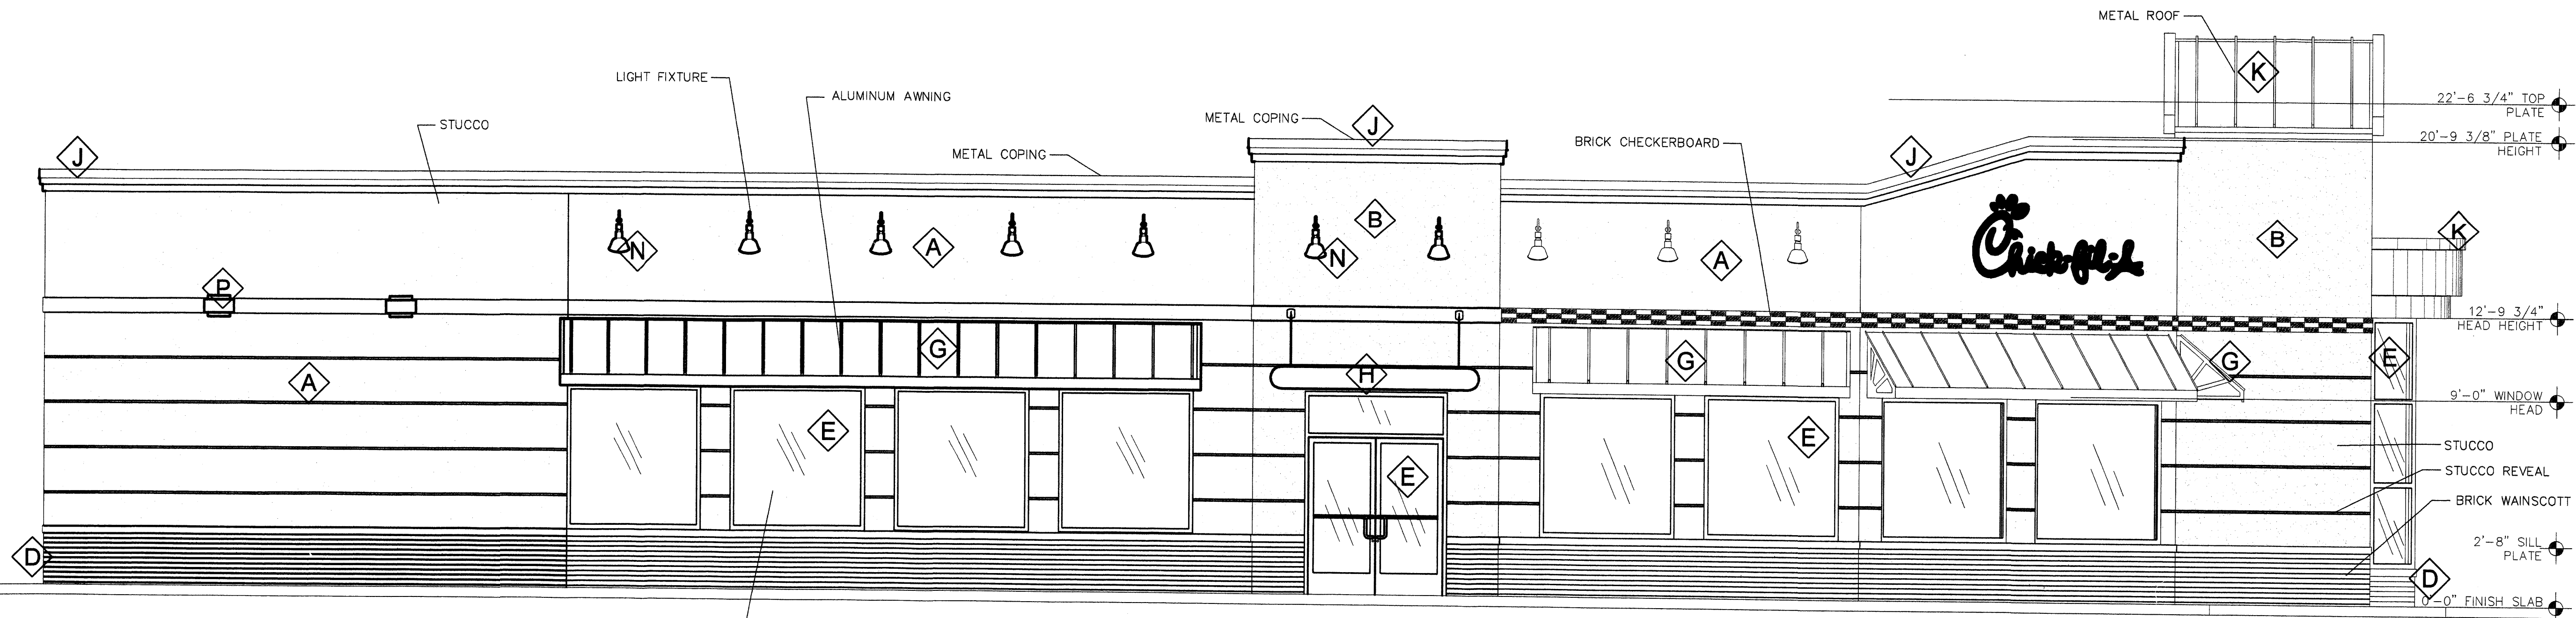 METAL ROOF
K
LIGHT FIXTURE
ALUMINUM AWNING
22'-6 3/4" TOP
PLATE
STUCCO
METAL COPING
J
BRICK CHECKERBOARD
20'-9 3/8" PLATE
HEIGHT
J
METAL COPING
J
N
A
B
N
A
Chick-fil-A
B
K
P
12'-9 3/4"
HEAD HEIGHT
A
G
H
G
G
E
9'-0" WINDOW
HEAD
E
E
E
STUCCO
STUCCO REVEAL
BRICK WAINSCOTT
D
2'-8" SILL
PLATE
D
0'-0" FINISH SLAB